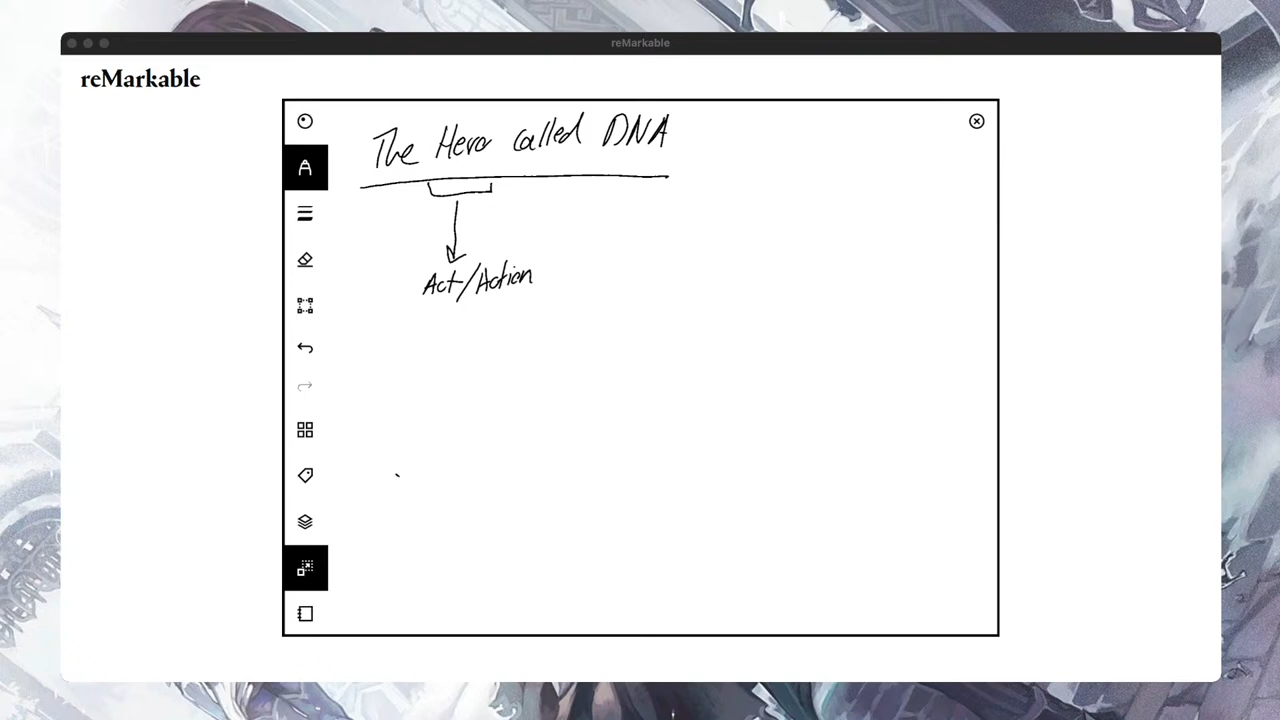 reMarkable
reMarkable
The Hero called DNA
Act/Action